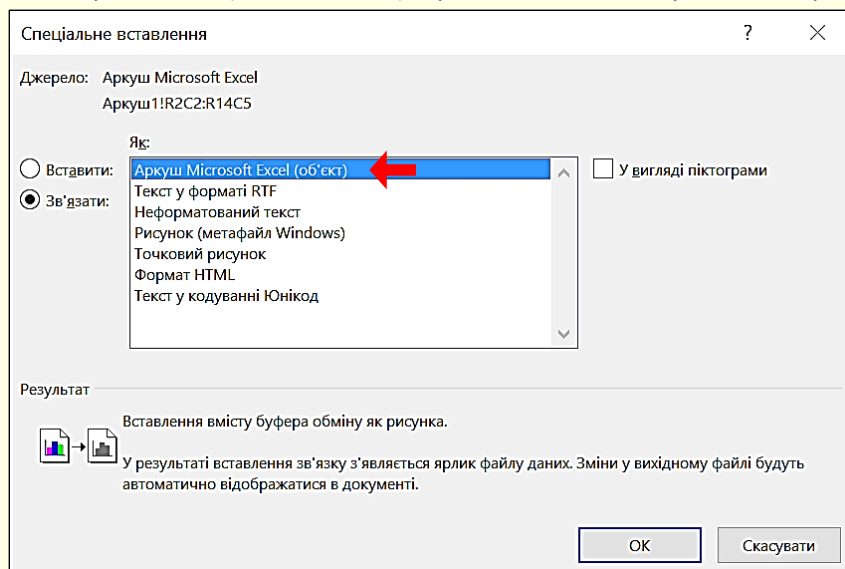 Спеціальне вставлення ? ×
Джерело: Аркуш Microsoft Excel
Аркуш1!R2C2:R14C5
Як:
Вставити:
Зв'язати:
Аркуш Microsoft Excel (об'єкт)
Текст у форматі RTF
Неформатований текст
Рисунок (метафайл Windows)
Точковий рисунок
Формат HTML
Текст у кодуванні Юнікод
У вигляді піктограми
Результат
Вставлення вмісту буфера обміну як рисунка.
У результаті вставлення зв'язку з'являється ярлик файлу даних. Зміни у вихідному файлі будуть
автоматично відображатися в документі.
ОК
Скасувати